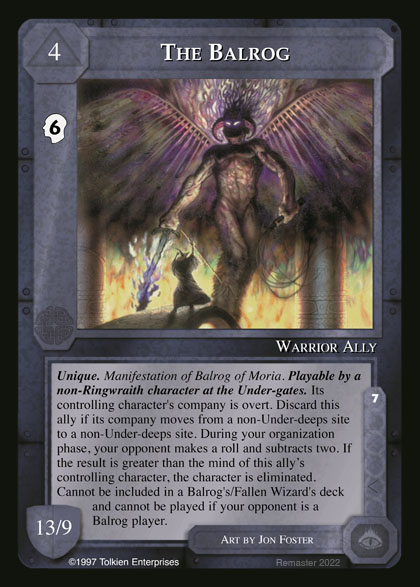 4
THE BALROG
6
WARRIOR ALLY
Unique. Manifestation of Balrog of Moria. Playable by a
non-Ringwraith character at the Under-gates. Its
controlling character's company is overt. Discard this
ally if its company moves from a non-Under-deeps site
to a non-Under-deeps site. During your organization
phase, your opponent makes a roll and subtracts two. If
the result is greater than the mind of this ally's
controlling character, the character is eliminated.
Cannot be included in a Balrog's/Fallen Wizard's deck
and cannot be played if your opponent is a
Balrog player.
7
13/9
ART BY JON FOSTER
©1997 Tolkien Enterprises
Remaster 2022